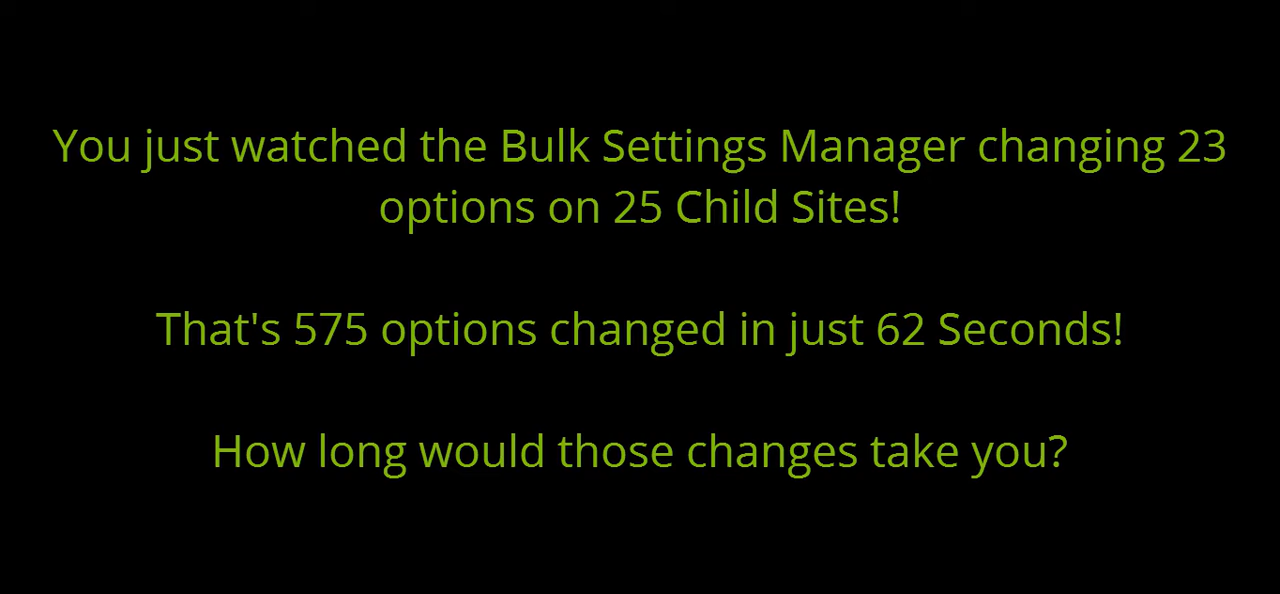 You just watched the Bulk Settings Manager changing 23
options on 25 Child Sites!
That's 575 options changed in just 62 Seconds!
How long would those changes take you?